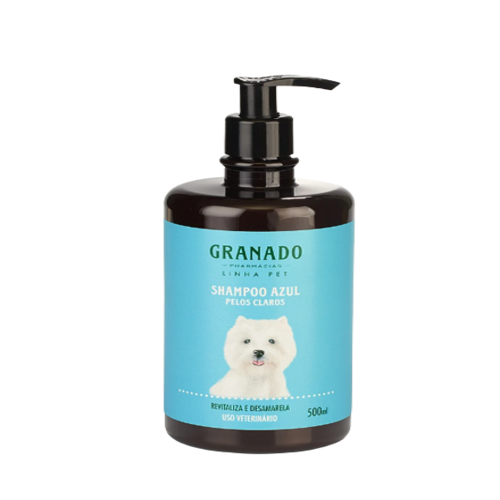 GRANADO
PHARMACIAS
LINHA PET
SHAMPOO AZUL
PELOS CLAROS
REVITALIZA E DESAMARELA
USO VETERINÁRIO
500ml